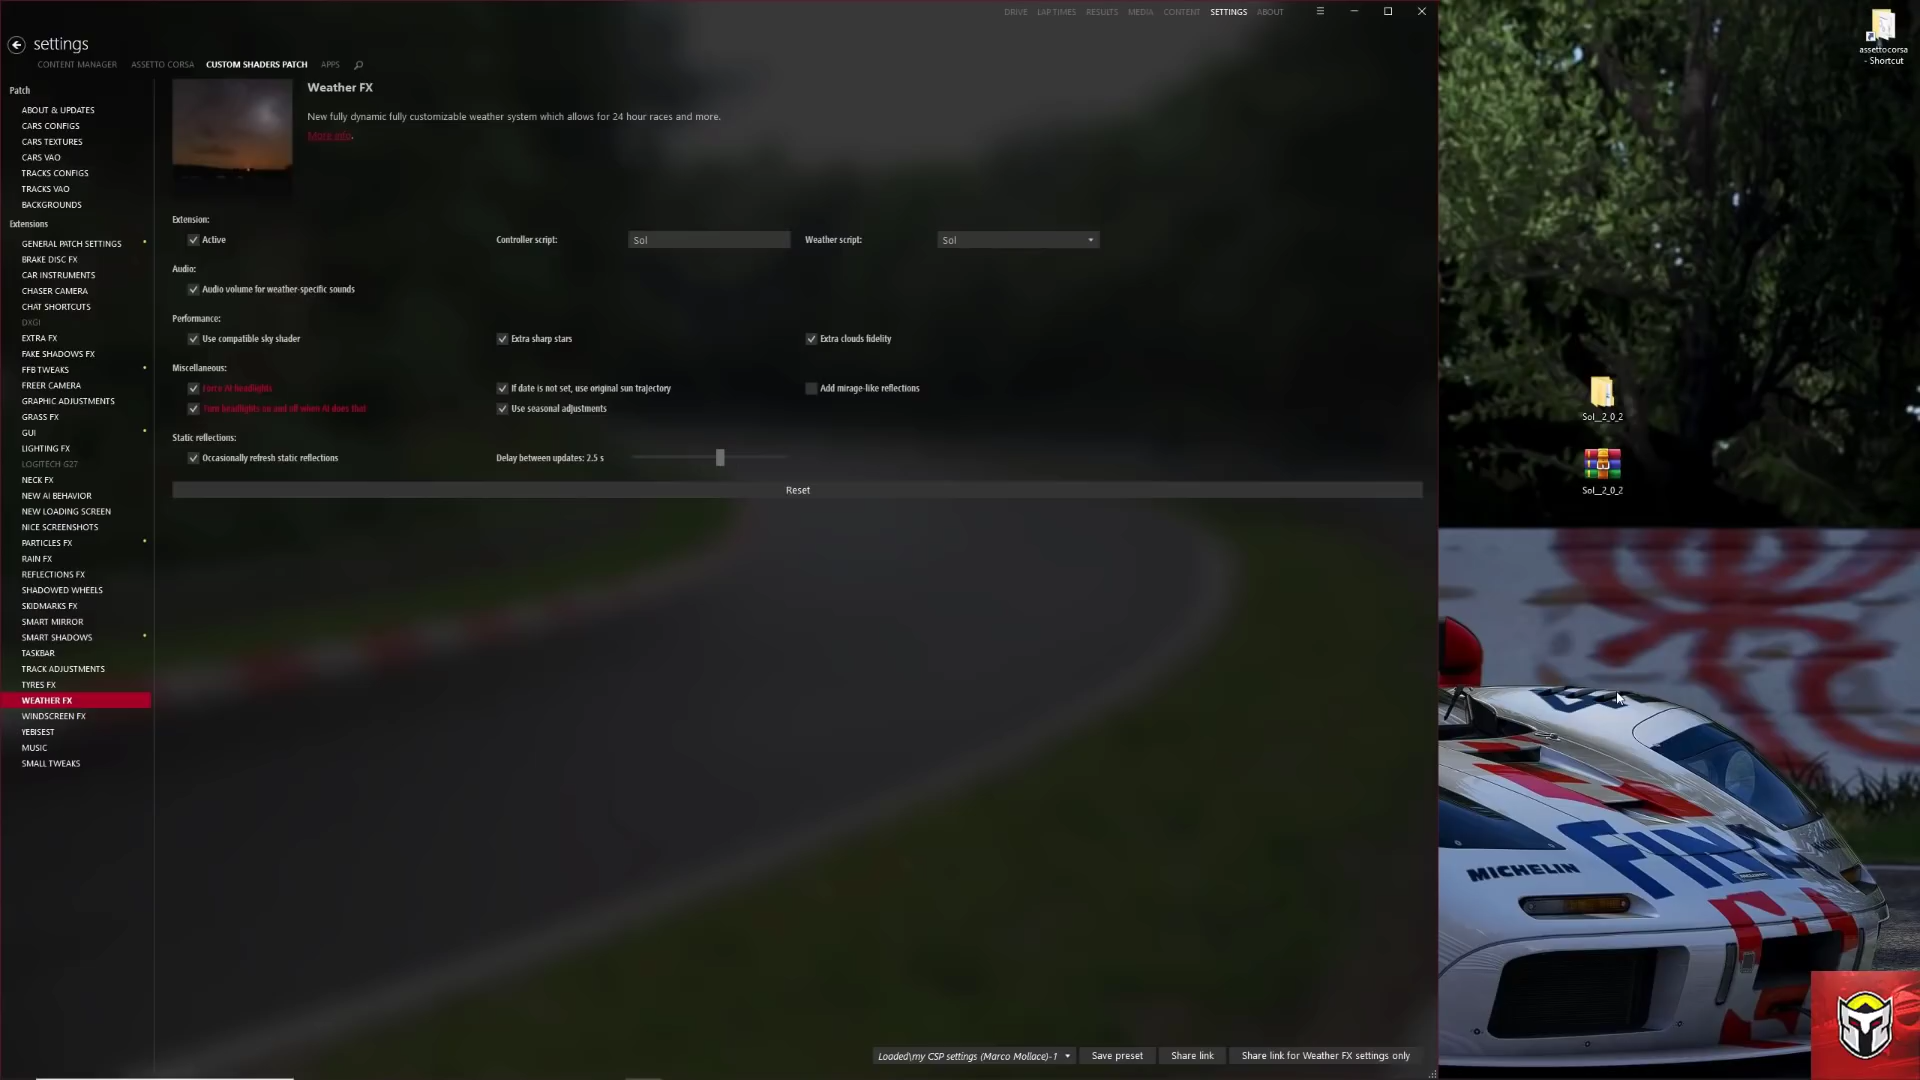 DRIVE LAP TIMES RESULTS MEDIA CONTENT SETTINGS ABOUT
settings
CONTENT MANAGER ASSETTO CORSA CUSTOM SHADERS PATCH APPS
Patch
ABOUT & UPDATES
CARS CONFIGS
CARS TEXTURES
CARS VAO
TRACKS CONFIGS
TRACKS VAO
BACKGROUNDS
Extensions
GENERAL PATCH SETTINGS
BRAKE DISC FX
CAR INSTRUMENTS
CHASER CAMERA
CHAT SHORTCUTS
DXGI
EXTRA FX
FAKE SHADOWS FX
FFB TWEAKS
FREER CAMERA
GRAPHIC ADJUSTMENTS
GRASS FX
GUI
LIGHTING FX
LOGITECH G27
NECK FX
NEW AI BEHAVIOR
NEW LOADING SCREEN
NICE SCREENSHOTS
PARTICLES FX
RAIN FX
REFLECTIONS FX
SHADOWED WHEELS
SKIDMARKS FX
SMART MIRROR
SMART SHADOWS
TASKBAR
TRACK ADJUSTMENTS
TYRES FX
WEATHER FX
WINDSCREEN FX
YEBISEST
MUSIC
SMALL TWEAKS
Weather FX
New fully dynamic fully customizable weather system which allows for 24 hour races and more.
More info.
Extension:
Active Controller script: Sol Weather script: Sol
Audio:
Audio volume for weather-specific sounds
Performance:
Use compatible sky shader Extra sharp stars Extra clouds fidelity
Miscellaneous:
Force AI headlights If date is not set, use original sun trajectory Add mirage-like reflections
Turn headlights on and off when AI does that Use seasonal adjustments
Static reflections:
Occasionally refresh static reflections Delay between updates: 2.5 s
Reset
Loaded\my CSP settings (Marco Mollace)-1 Save preset Share link Share link for Weather FX settings only
assettocorsa
- Shortcut
Sol__2_0_2
Sol__2_0_2
MICHELIN